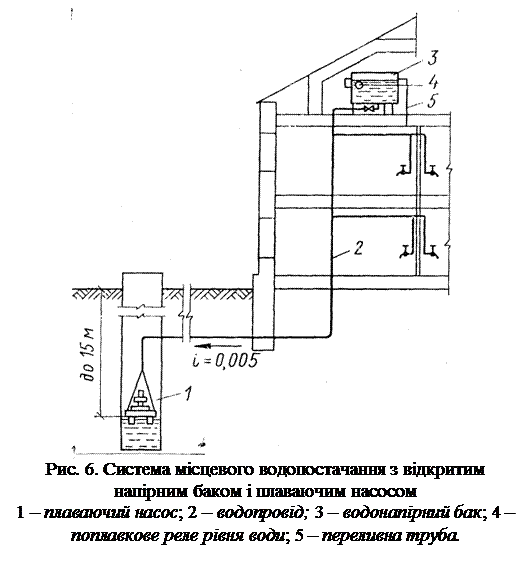 3
4
5
2
до 15 м
i = 0,005
1
Рис. 6. Система місцевого водопостачання з відкритим
напірним баком і плаваючим насосом
1 – плаваючий насос; 2 – водопровід; 3 – водонапірний бак; 4 –
поплавкове реле рівня води; 5 – переливна труба.